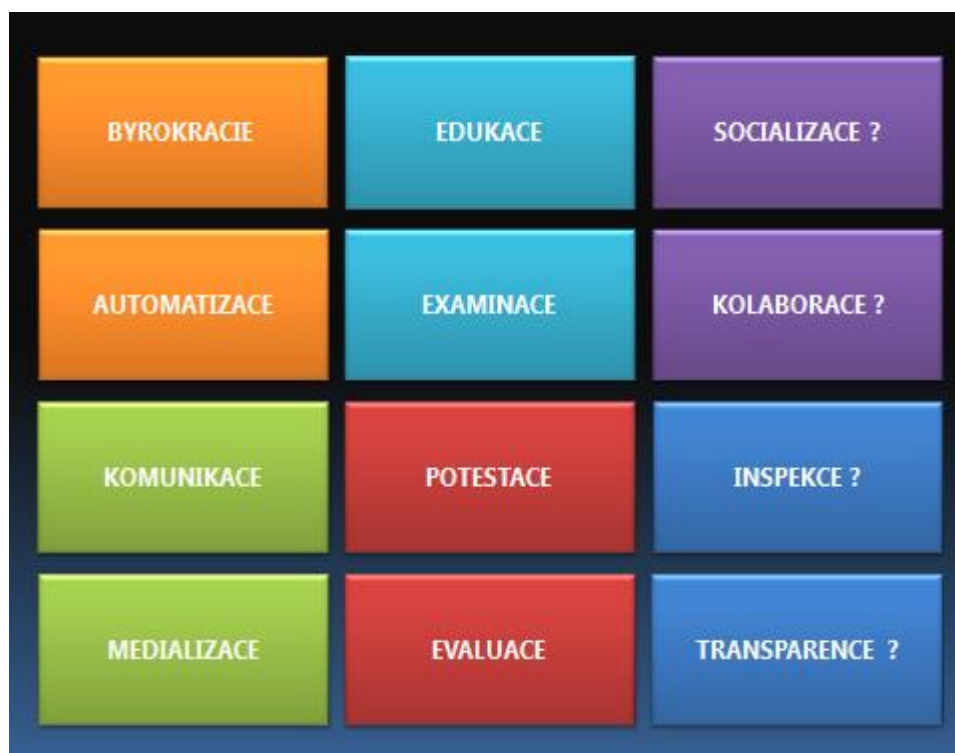 BYROKRACIE
EDUKACE
SOCIALIZACE ?
AUTOMATIZACE
EXAMINACE
KOLABORACE ?
KOMUNIKACE
POTESTACE
INSPEKCE ?
MEDIALIZACE
EVALUACE
TRANSPARENCE ?